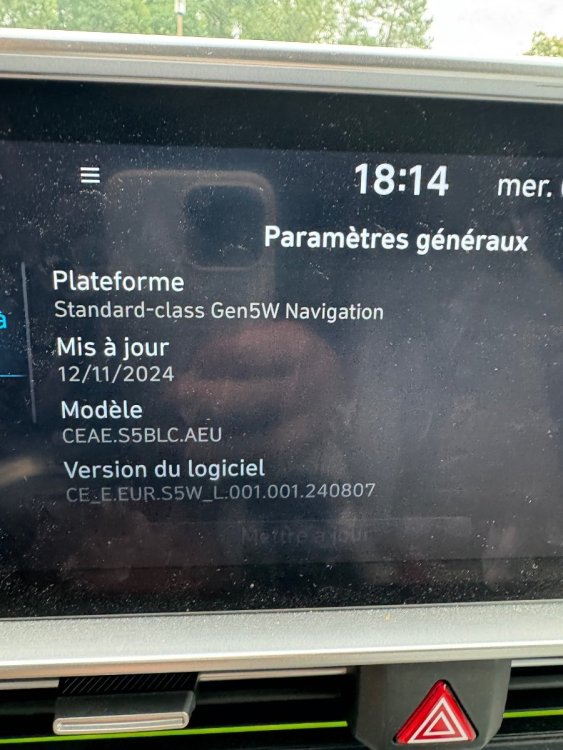 18:14 mer.
Paramètres généraux
Plateforme
Standard-class Gen5W Navigation
à
Mis à jour
12/11/2024
Modèle
CEAE.S5BLC.AEU
Version du logiciel
CE_E.EUR.S5W_L.001.001.240807
Mettre à jour